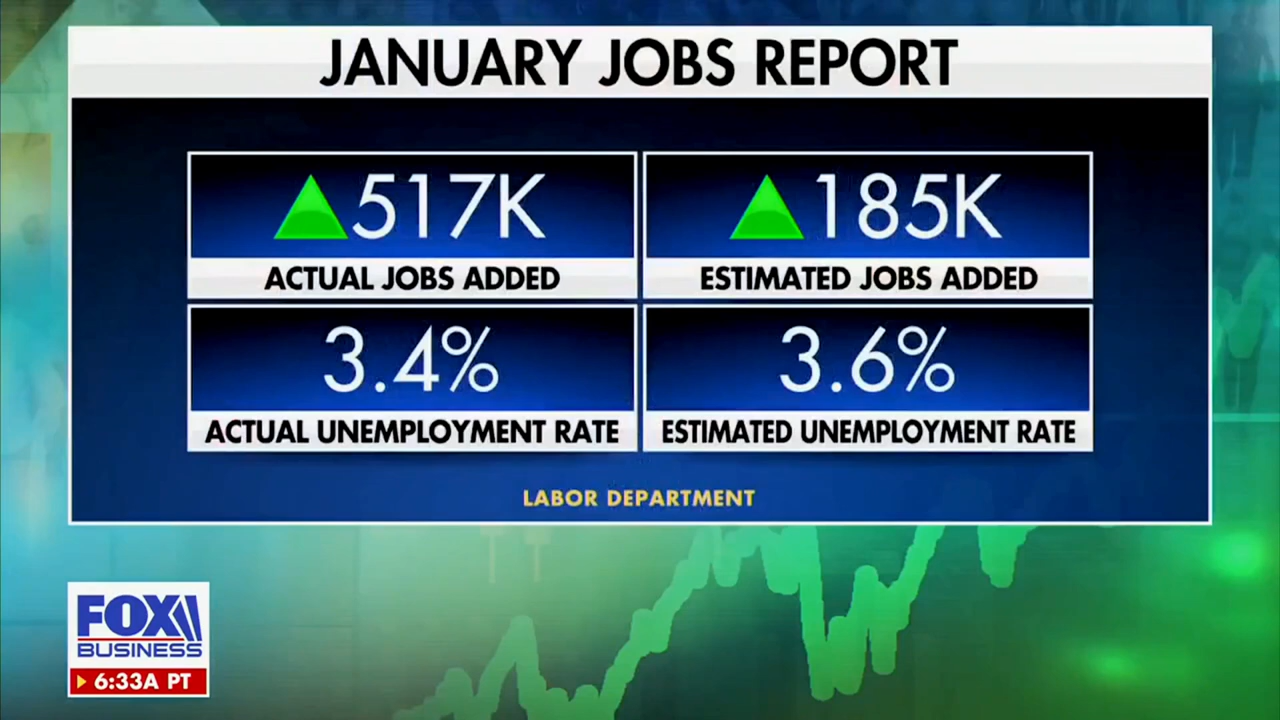 JANUARY JOBS REPORT
517K
ACTUAL JOBS ADDED
185K
ESTIMATED JOBS ADDED
3.4%
ACTUAL UNEMPLOYMENT RATE
3.6%
ESTIMATED UNEMPLOYMENT RATE
LABOR DEPARTMENT
FOX
BUSINESS
6:33A PT